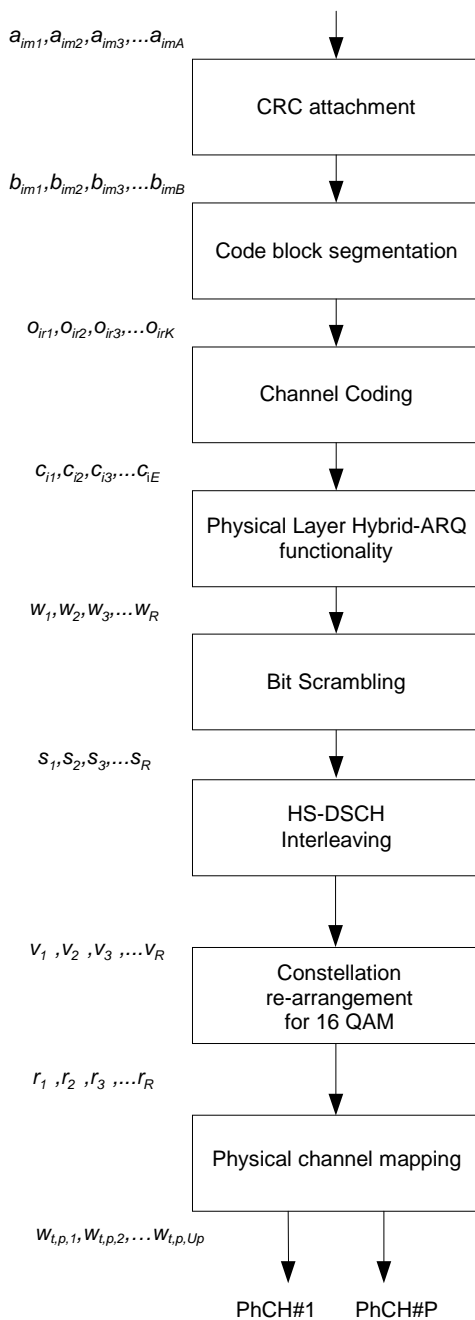 a_im1,a_im2,a_im3,...a_imA
CRC attachment
b_im1,b_im2,b_im3,...b_imB
Code block segmentation
o_ir1,o_ir2,o_ir3,...o_irK
Channel Coding
c_i1,c_i2,c_i3,...c_iE
Physical Layer Hybrid-ARQ
functionality
w_1,w_2,w_3,...w_R
Bit Scrambling
s_1,s_2,s_3,...s_R
HS-DSCH
Interleaving
v_1 ,v_2 ,v_3 ,...v_R
Constellation
re-arrangement
for 16 QAM
r_1 ,r_2 ,r_3 ,...r_R
Physical channel mapping
w_t,p,1,w_t,p,2,...w_t,p,Up
PhCH#1 PhCH#P